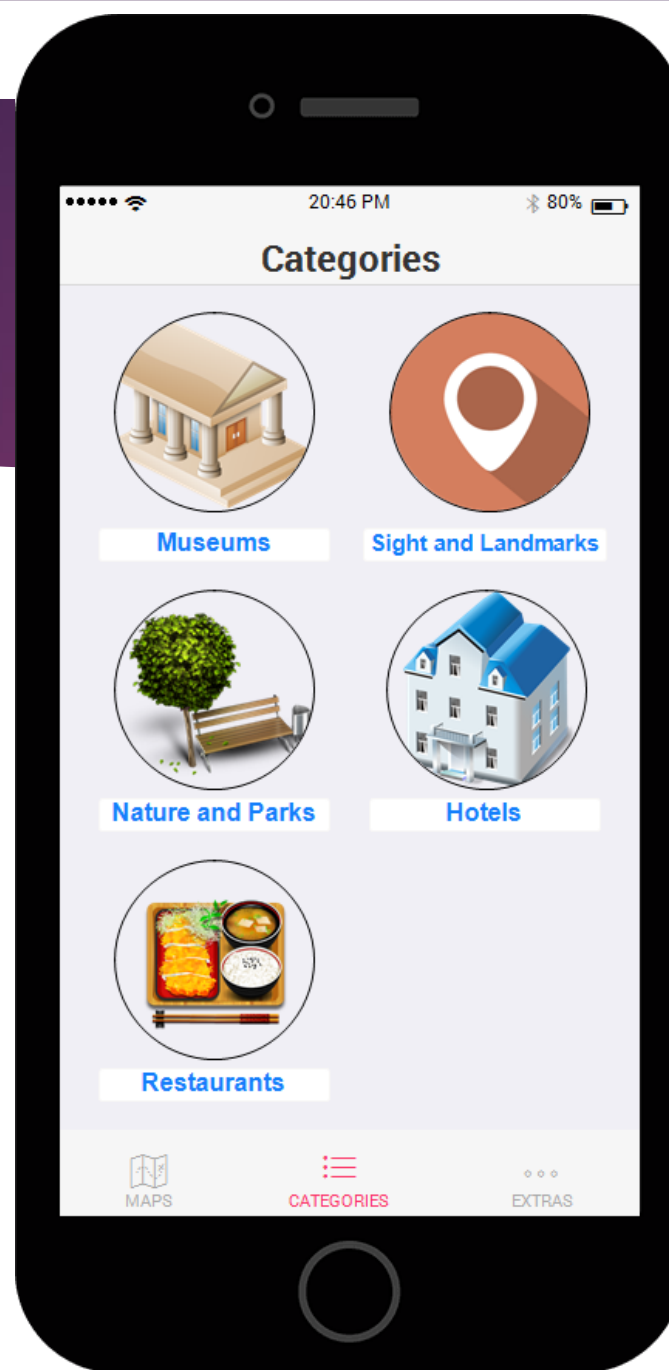 20:46 PM 80%
Categories
Museums Sight and Landmarks
Nature and Parks Hotels
Restaurants
MAPS CATEGORIES EXTRAS